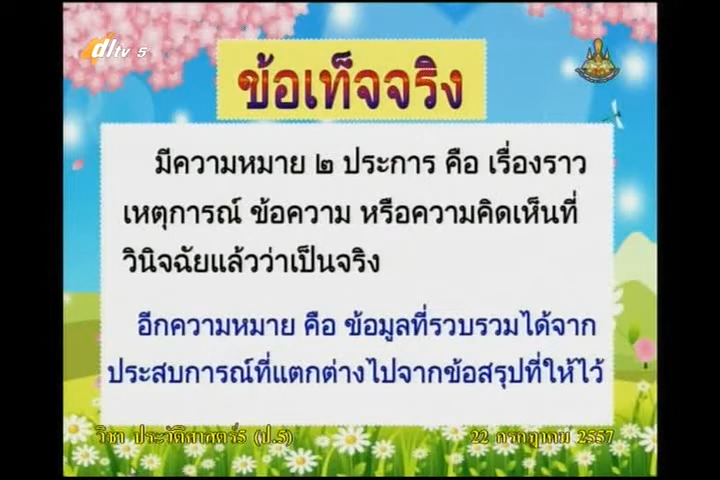 dltv 5
ข้อเท็จจริง
มีความหมาย ๒ ประการ คือ เรื่องราว
เหตุการณ์ ข้อความ หรือความคิดเห็นที่
วินิจฉัยแล้วว่าเป็นจริง
อีกความหมาย คือ ข้อมูลที่รวบรวมได้จาก
ประสบการณ์ที่แตกต่างไปจากข้อสรุปที่ให้ไว้
วิชา ประวัติศาสตร์5 (ป.5)
22 กรกฎาคม 2557